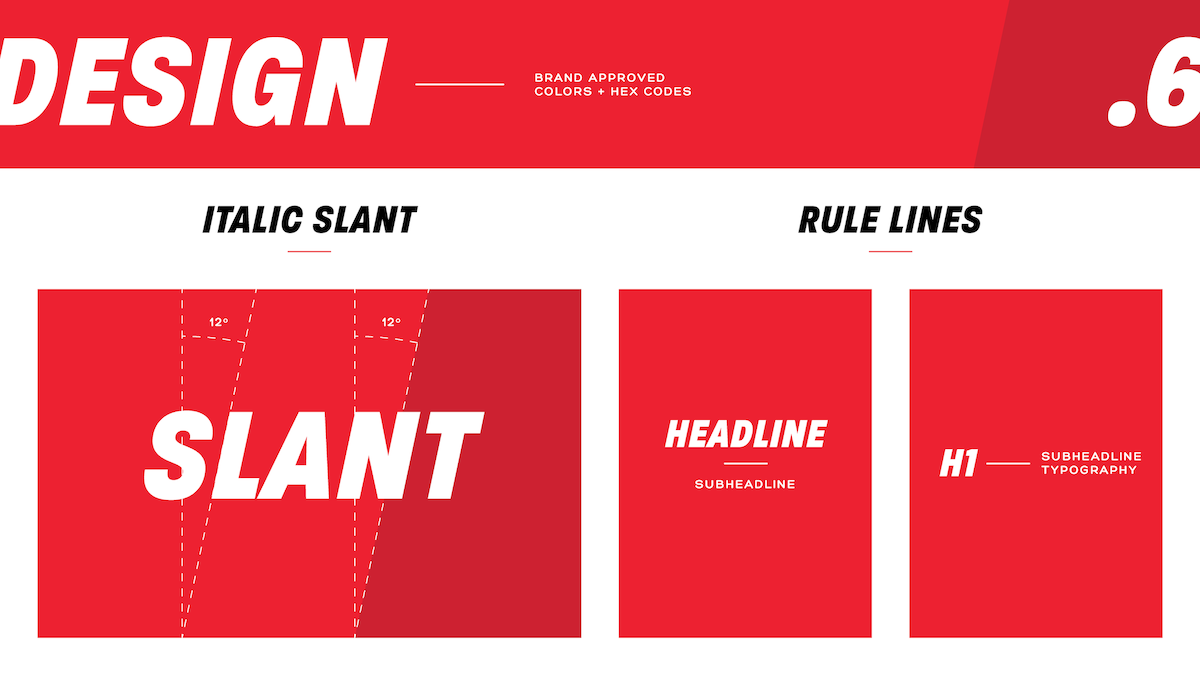 DESIGN
BRAND APPROVED
COLORS + HEX CODES
.6
ITALIC SLANT
RULE LINES
12°
12°
SLANT
HEADLINE
SUBHEADLINE
H1
SUBHEADLINE
TYPOGRAPHY